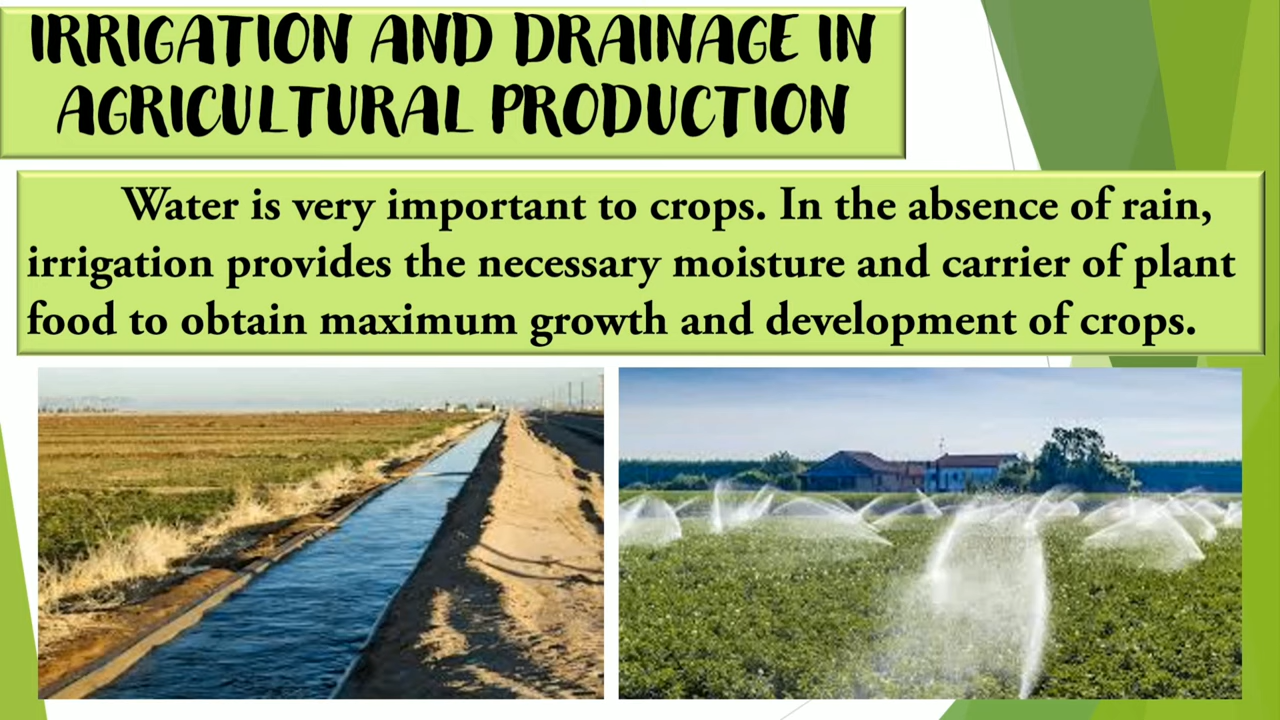 IRRIGATION AND DRAINAGE IN
AGRICULTURAL PRODUCTION
Water is very important to crops. In the absence of rain,
irrigation provides the necessary moisture and carrier of plant
food to obtain maximum growth and development of crops.